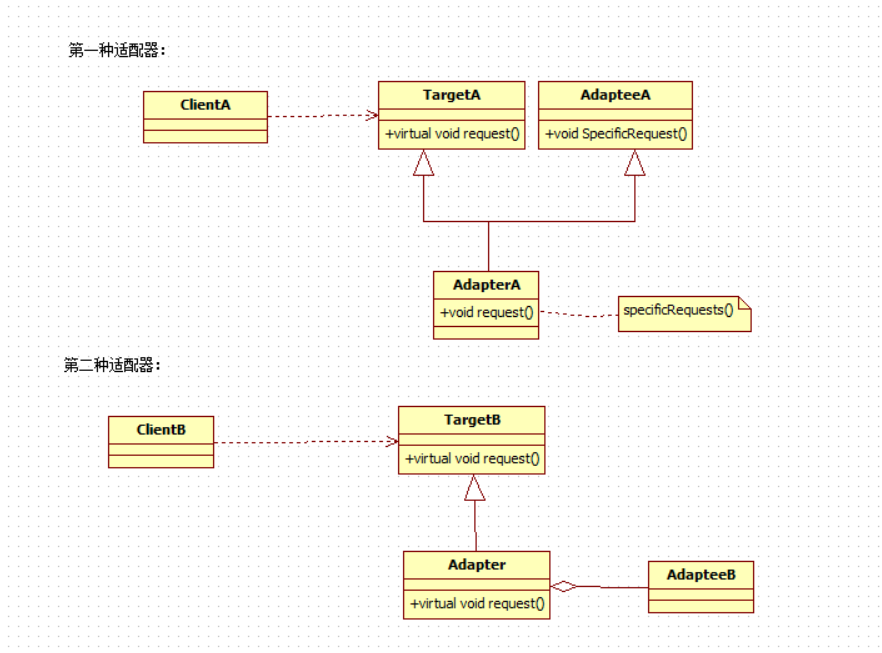 第一种适配器：
ClientA
TargetA
+virtual void request()
AdapteeA
+void SpecificRequest()
AdapterA
+void request()
specificRequests()
第二种适配器：
ClientB
TargetB
+virtual void request()
Adapter
+virtual void request()
AdapteeB